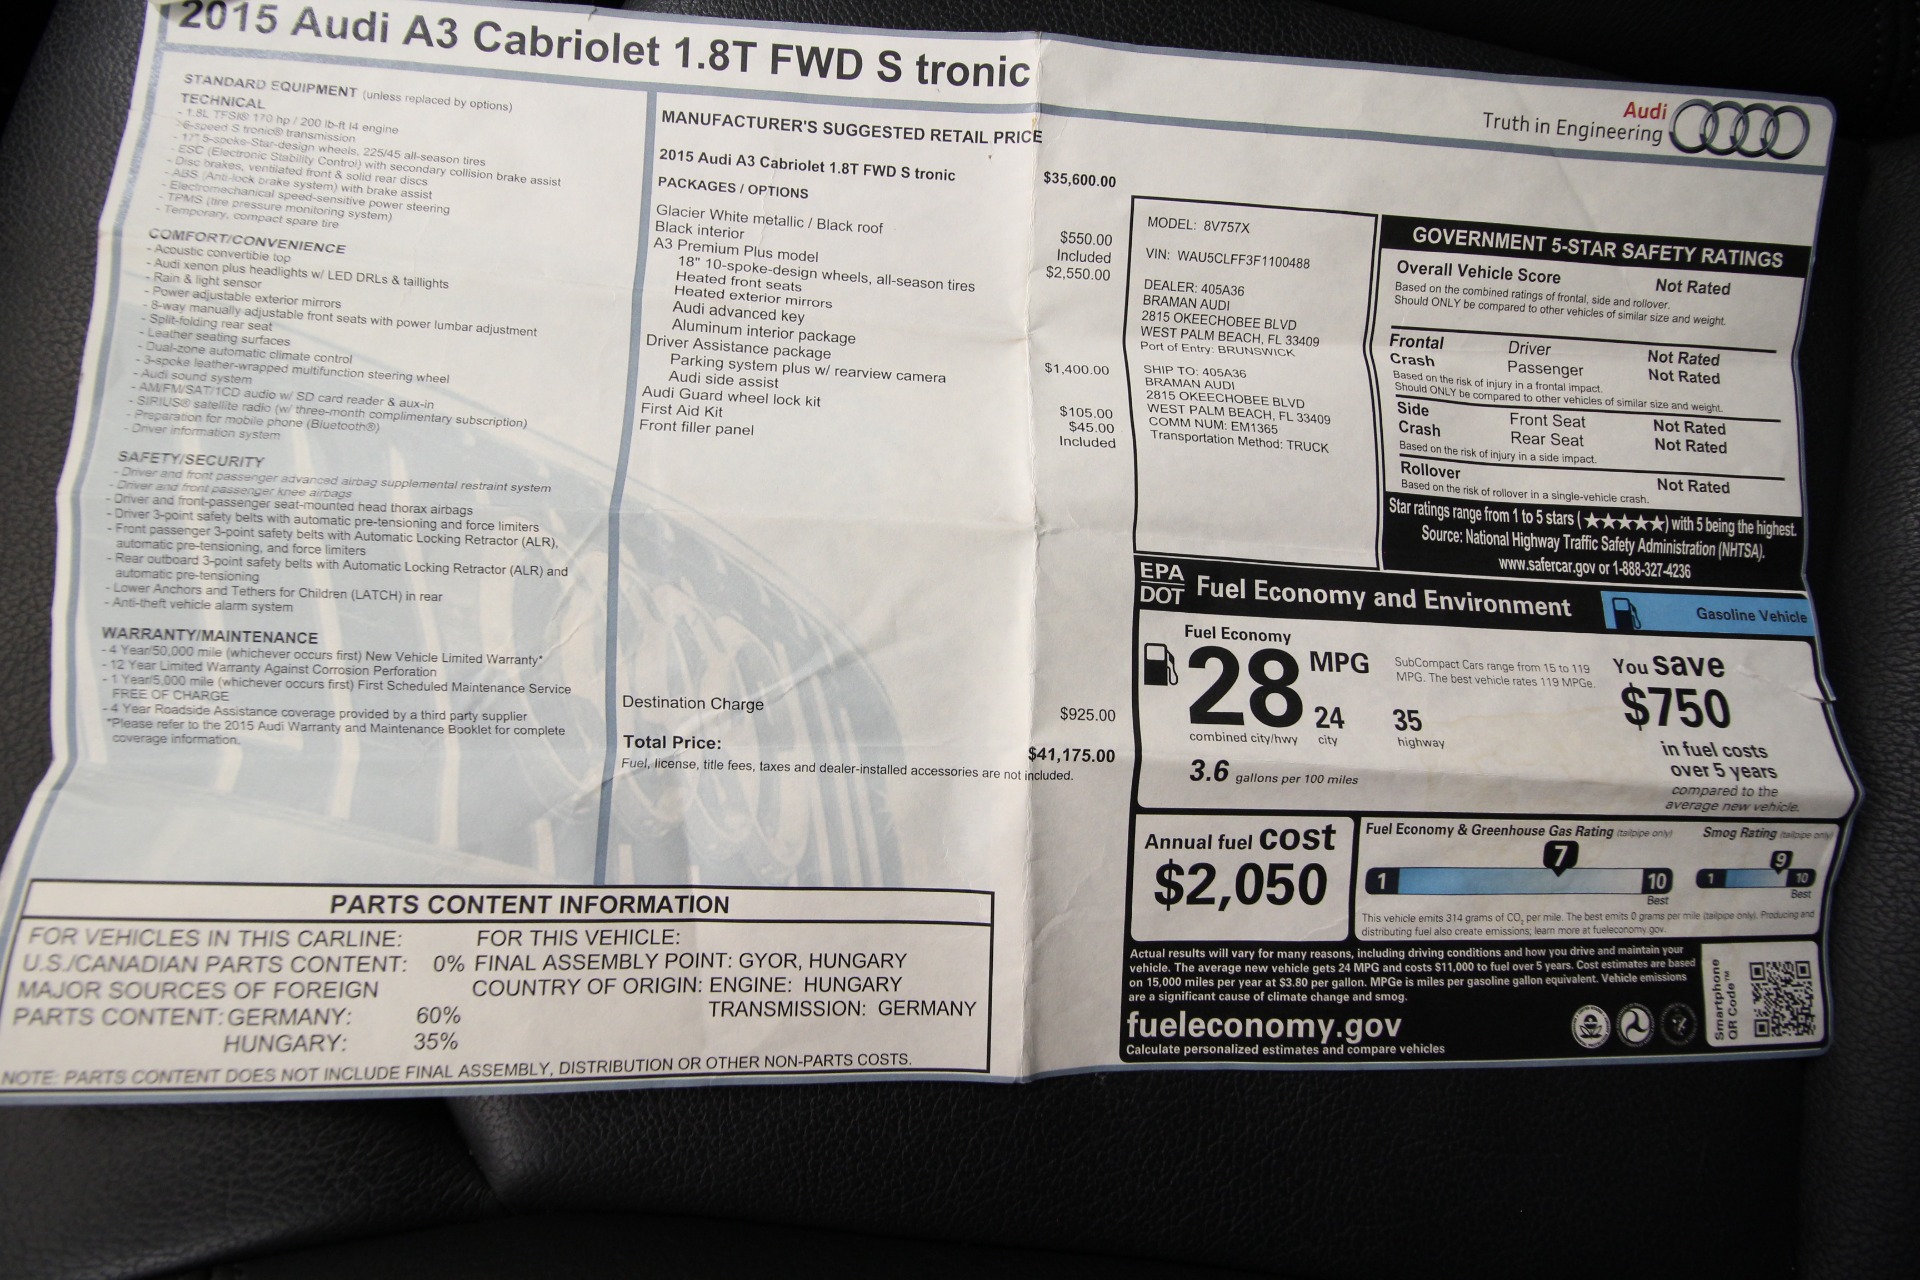 2015 Audi A3 Cabriolet 1.8T FWD S tronic
STANDARD EQUIPMENT (unless replaced by options)
TECHNICAL
- 1.8L TFSI® 170 hp / 200 lb-ft I4 engine
- 6-speed S tronic® transmission
- 17" 5-spoke-Star-design wheels, 225/45 all-season tires
- ESC (Electronic Stability Control) with secondary collision brake assist
- Disc brakes, ventilated front & solid rear discs
- ABS (Anti-lock brake system) with brake assist
- Electromechanical speed-sensitive power steering
- TPMS (tire pressure monitoring system)
- Temporary, compact spare tire
COMFORT/CONVENIENCE
- Acoustic convertible top
- Audi xenon plus headlights w/ LED DRLs & taillights
- Rain & light sensor
- Power adjustable exterior mirrors
- 8-way manually adjustable front seats with power lumbar adjustment
- Split-folding rear seat
- Leather seating surfaces
- Dual-zone automatic climate control
- 3-spoke leather-wrapped multifunction steering wheel
- Audi sound system
- AM/FM/SAT/1CD audio w/ SD card reader & aux-in
- SIRIUS® satellite radio (w/ three-month complimentary subscription)
- Preparation for mobile phone (Bluetooth®)
- Driver information system
SAFETY/SECURITY
- Driver and front passenger advanced airbag supplemental restraint system
- Driver and front passenger knee airbags
- Driver and front-passenger seat-mounted head thorax airbags
- Driver 3-point safety belts with automatic pre-tensioning and force limiters
- Front passenger 3-point safety belts with Automatic Locking Retractor (ALR),
automatic pre-tensioning, and force limiters
- Rear outboard 3-point safety belts with Automatic Locking Retractor (ALR) and
automatic pre-tensioning
- Lower Anchors and Tethers for Children (LATCH) in rear
- Anti-theft vehicle alarm system
WARRANTY/MAINTENANCE
- 4 Year/50,000 mile (whichever occurs first) New Vehicle Limited Warranty*
- 12 Year Limited Warranty Against Corrosion Perforation
- 1 Year/5,000 mile (whichever occurs first) First Scheduled Maintenance Service
FREE OF CHARGE
- 4 Year Roadside Assistance coverage provided by a third party supplier
*Please refer to the 2015 Audi Warranty and Maintenance Booklet for complete
coverage information.
MANUFACTURER'S SUGGESTED RETAIL PRICE
2015 Audi A3 Cabriolet 1.8T FWD S tronic $35,600.00
PACKAGES / OPTIONS
Glacier White metallic / Black roof $550.00
Black interior Included
A3 Premium Plus model $2,550.00
18" 10-spoke-design wheels, all-season tires
Heated front seats
Heated exterior mirrors
Audi advanced key
Aluminum interior package
Driver Assistance package $1,400.00
Parking system plus w/ rearview camera
Audi side assist
Audi Guard wheel lock kit $105.00
First Aid Kit $45.00
Front filler panel Included
Destination Charge $925.00
Total Price: $41,175.00
Fuel, license, title fees, taxes and dealer-installed accessories are not included.
PARTS CONTENT INFORMATION
FOR VEHICLES IN THIS CARLINE:
U.S./CANADIAN PARTS CONTENT: 0%
MAJOR SOURCES OF FOREIGN
PARTS CONTENT: GERMANY: 60%
HUNGARY: 35%
FOR THIS VEHICLE:
FINAL ASSEMBLY POINT: GYOR, HUNGARY
COUNTRY OF ORIGIN: ENGINE: HUNGARY
TRANSMISSION: GERMANY
NOTE: PARTS CONTENT DOES NOT INCLUDE FINAL ASSEMBLY, DISTRIBUTION OR OTHER NON-PARTS COSTS.
Audi
Truth in Engineering
MODEL: 8V757X
VIN: WAU5CLFF3F1100488
DEALER: 405A36
BRAMAN AUDI
2815 OKEECHOBEE BLVD
WEST PALM BEACH, FL 33409
Port of Entry: BRUNSWICK
SHIP TO: 405A36
BRAMAN AUDI
2815 OKEECHOBEE BLVD
WEST PALM BEACH, FL 33409
COMM NUM: EM1365
Transportation Method: TRUCK
GOVERNMENT 5-STAR SAFETY RATINGS
Overall Vehicle Score Not Rated
Based on the combined ratings of frontal, side and rollover.
Should ONLY be compared to other vehicles of similar size and weight.
Frontal Driver Not Rated
Crash Passenger Not Rated
Based on the risk of injury in a frontal impact.
Should ONLY be compared to other vehicles of similar size and weight.
Side Front Seat Not Rated
Crash Rear Seat Not Rated
Based on the risk of injury in a side impact.
Rollover Not Rated
Based on the risk of rollover in a single-vehicle crash.
Star ratings range from 1 to 5 stars (★★★★★) with 5 being the highest.
Source: National Highway Traffic Safety Administration (NHTSA).
www.safercar.gov or 1-888-327-4236
EPA
DOT Fuel Economy and Environment Gasoline Vehicle
Fuel Economy
28 MPG
combined city/hwy
24
city
35
highway
3.6 gallons per 100 miles
SubCompact Cars range from 15 to 119
MPG. The best vehicle rates 119 MPGe.
You save
$750
in fuel costs
over 5 years
compared to the
average new vehicle.
Annual fuel cost
$2,050
Fuel Economy & Greenhouse Gas Rating (tailpipe only)
7
1 10
Best
Smog Rating (tailpipe only)
9
1 10
Best
This vehicle emits 314 grams of CO₂ per mile. The best emits 0 grams per mile (tailpipe only). Producing and
distributing fuel also create emissions; learn more at fueleconomy.gov.
Actual results will vary for many reasons, including driving conditions and how you drive and maintain your
vehicle. The average new vehicle gets 24 MPG and costs $11,000 to fuel over 5 years. Cost estimates are based
on 15,000 miles per year at $3.80 per gallon. MPGe is miles per gasoline gallon equivalent. Vehicle emissions
are a significant cause of climate change and smog.
fueleconomy.gov
Calculate personalized estimates and compare vehicles
Smartphone
QR Code™